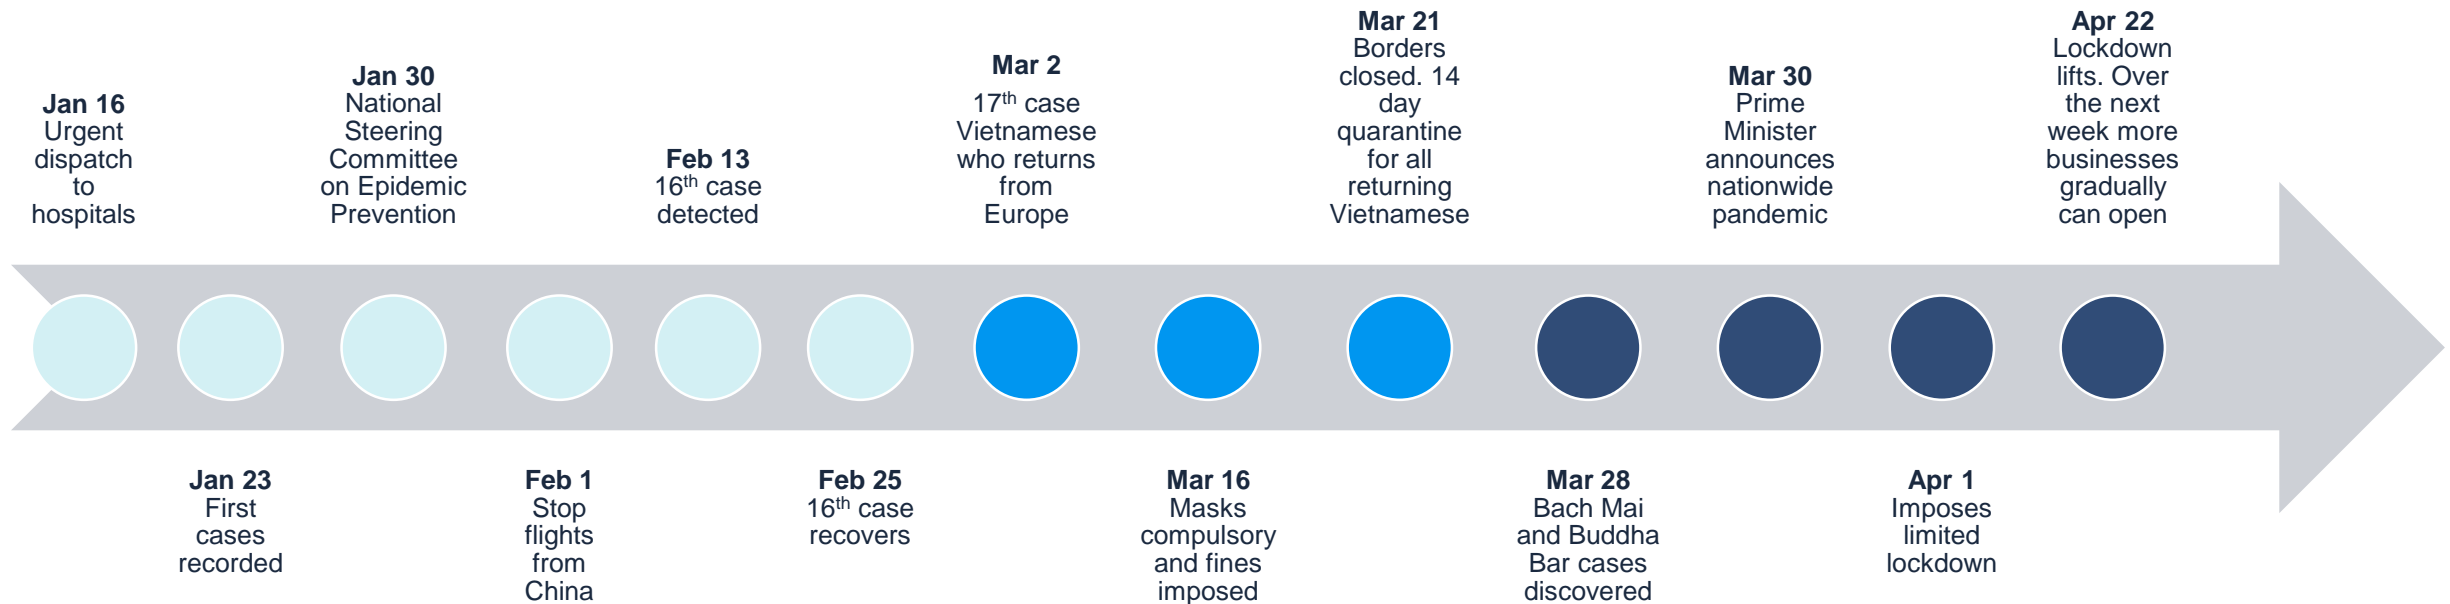 Jan 16
Urgent
dispatch
to
hospitals
Jan 23
First
cases
recorded
Jan 30
National
Steering
Committee
on Epidemic
Prevention
Feb 1
Stop
flights
from
China
Feb 13
16th case
detected
Feb 25
16th case
recovers
Mar 2
17th case
Vietnamese
who returns
from
Europe
Mar 16
Masks
compulsory
and fines
imposed
Mar 21
Borders
closed. 14
day
quarantine
for all
returning
Vietnamese
Mar 28
Bach Mai
and Buddha
Bar cases
discovered
Mar 30
Prime
Minister
announces
nationwide
pandemic
Apr 1
Imposes
limited
lockdown
Apr 22
Lockdown
lifts. Over
the next
week more
businesses
gradually
can open